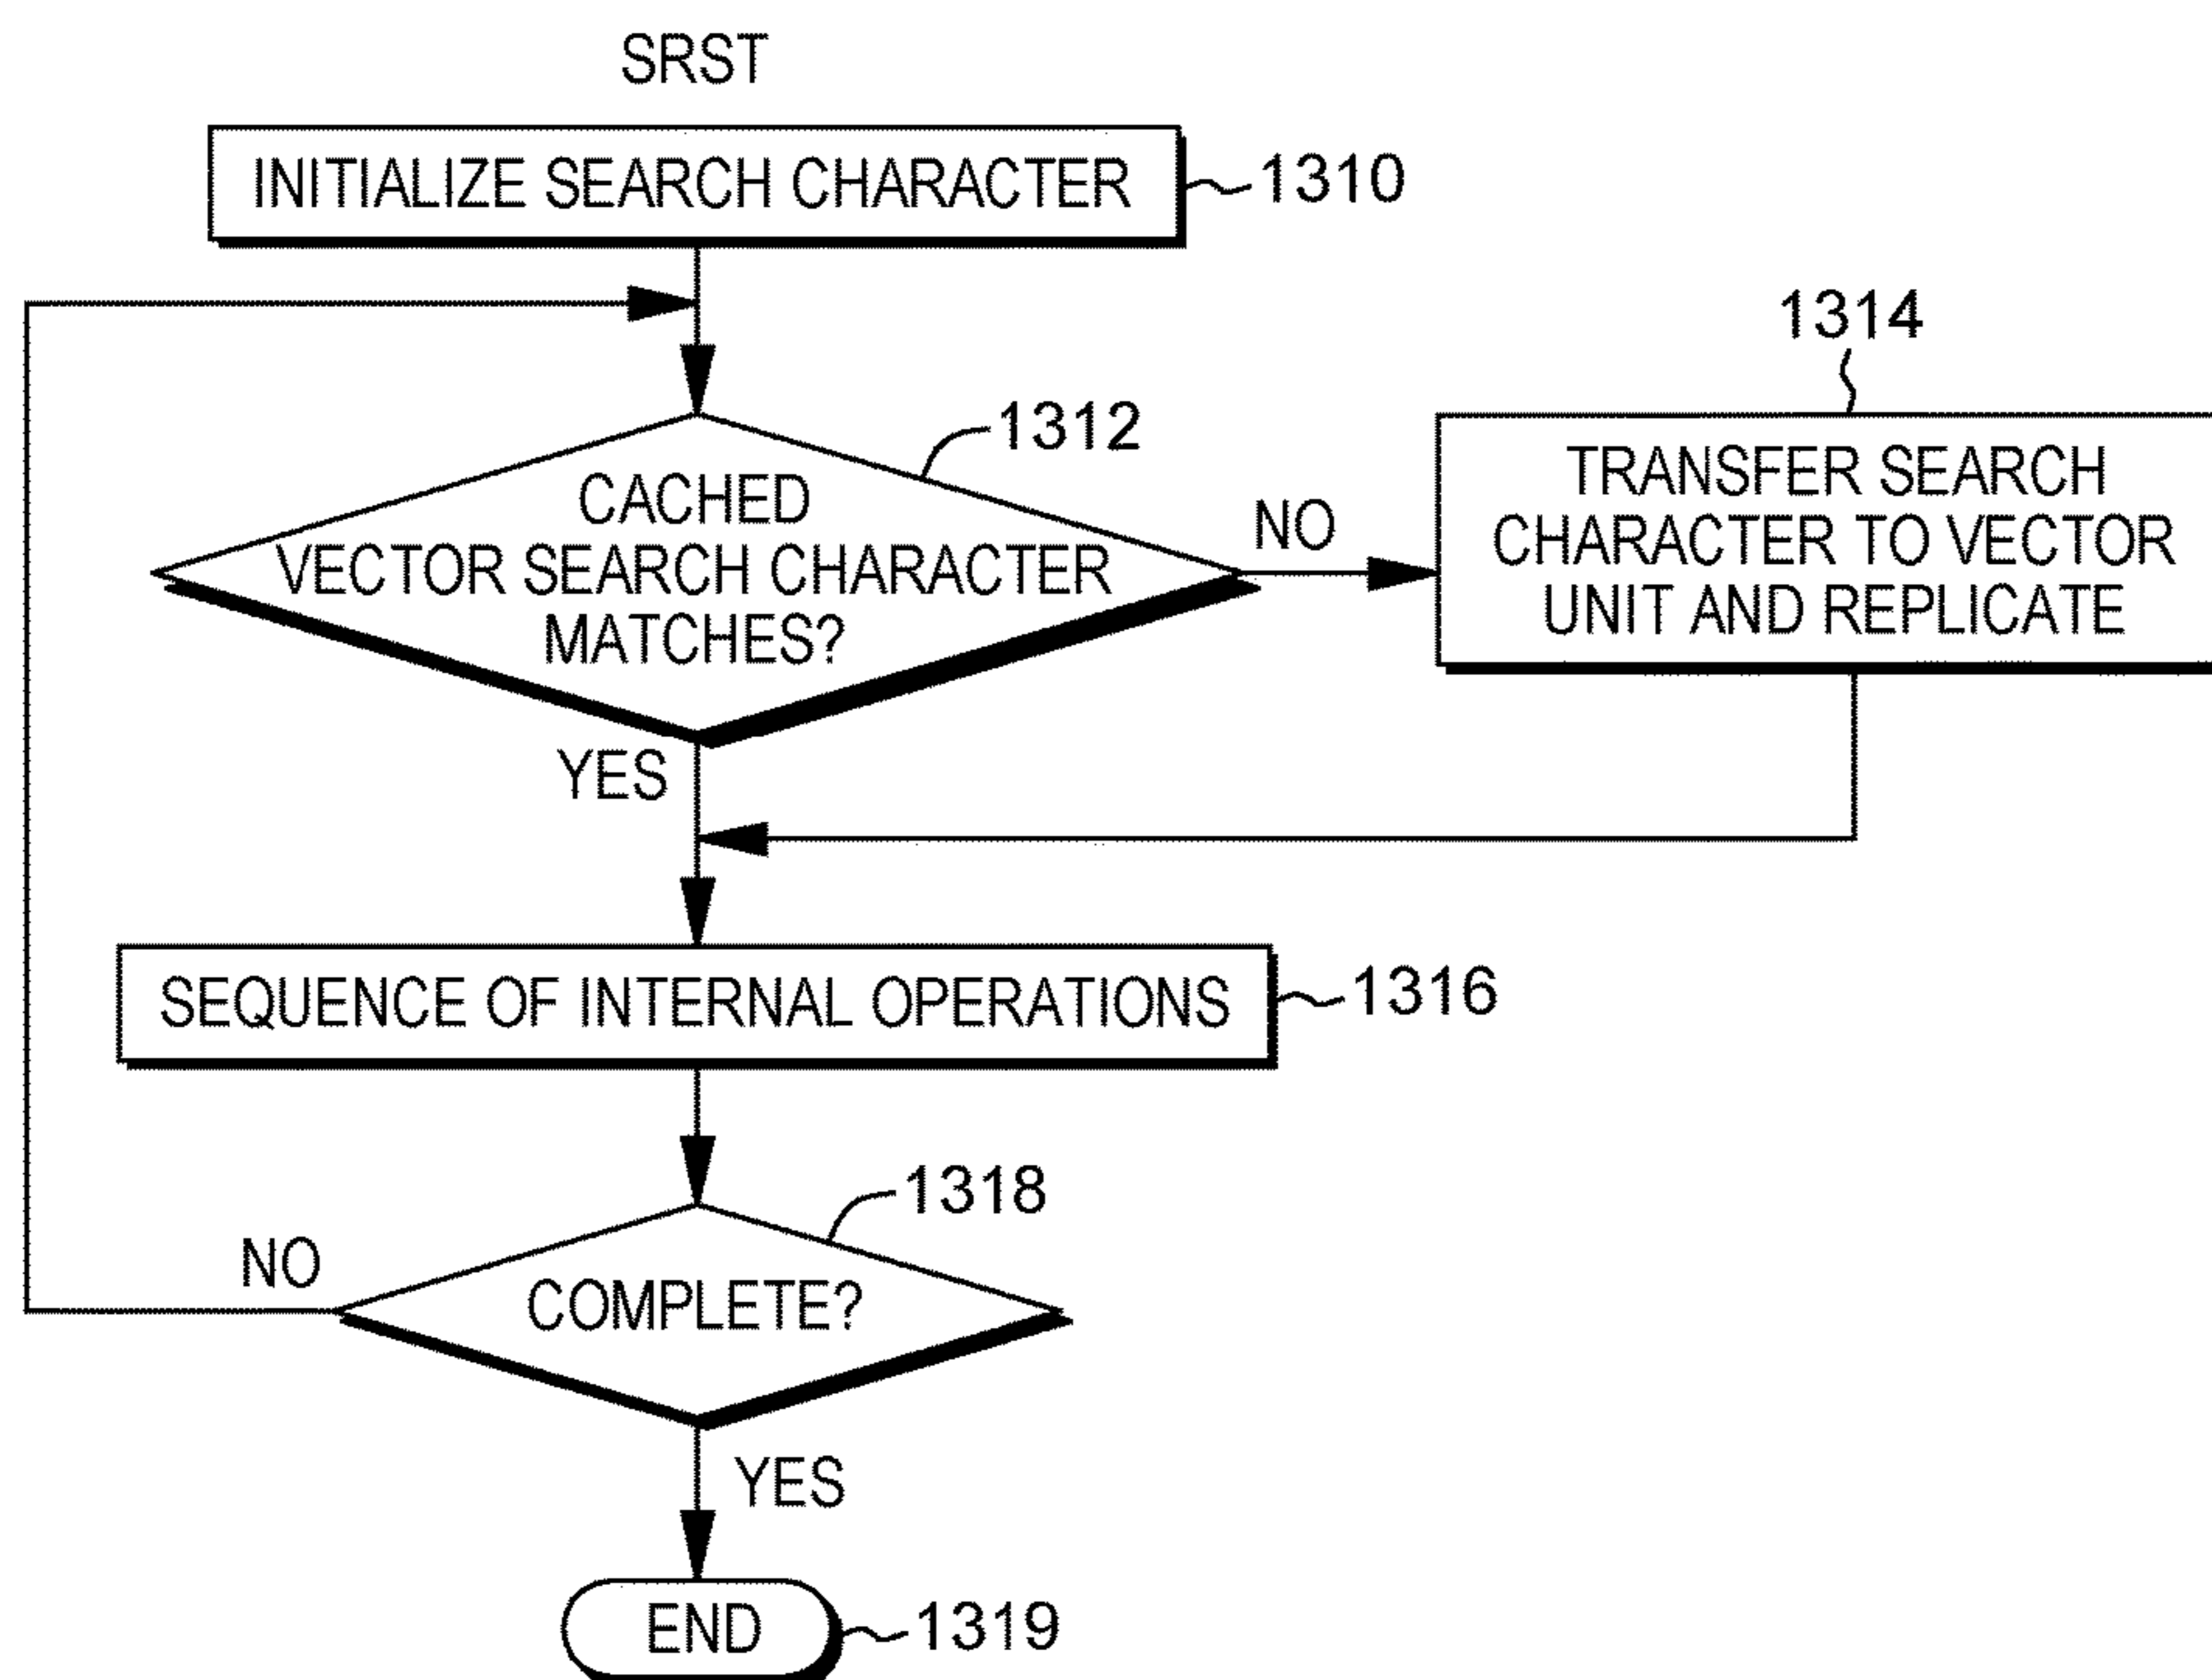 SRST
INITIALIZE SEARCH CHARACTER
1310
1314
1312
CACHED
VECTOR SEARCH CHARACTER
MATCHES?
NO
TRANSFER SEARCH
CHARACTER TO VECTOR
UNIT AND REPLICATE
YES
SEQUENCE OF INTERNAL OPERATIONS
1316
1318
NO
COMPLETE?
YES
END
1319